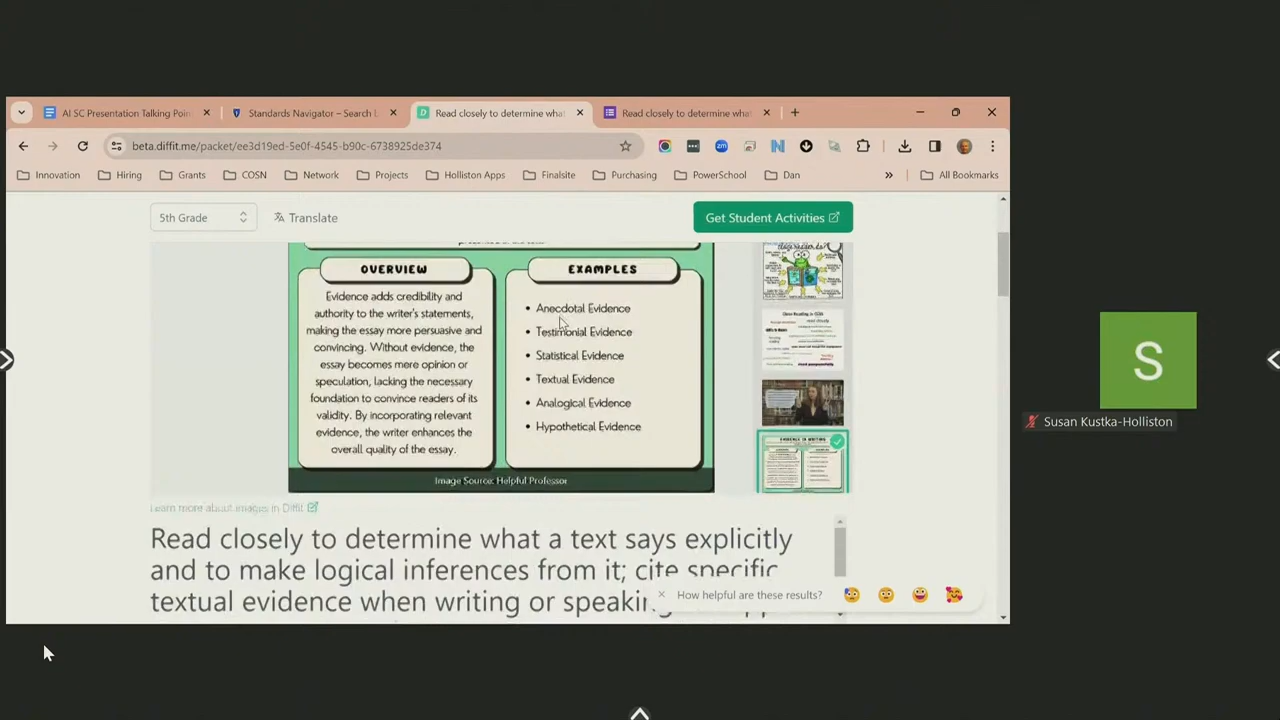 AI SC Presentation Talking Poin
Standards Navigator – Search L
Read closely to determine what
Read closely to determine what
beta.diffit.me/packet/ee3d19ed-5e0f-4545-b90c-6738925de374
Innovation
Hiring
Grants
COSN
Network
Projects
Holliston Apps
Finalsite
Purchasing
PowerSchool
Dan
»
All Bookmarks
5th Grade
Translate
Get Student Activities
OVERVIEW
Evidence adds credibility and
authority to the writer's statements,
making the essay more persuasive and
convincing. Without evidence, the
essay becomes mere opinion or
speculation, lacking the necessary
foundation to convince readers of its
validity. By incorporating relevant
evidence, the writer enhances the
overall quality of the essay.
EXAMPLES
• Anecdotal Evidence
• Testimonial Evidence
• Statistical Evidence
• Textual Evidence
• Analogical Evidence
• Hypothetical Evidence
Image Source: Helpful Professor
EVIDENCE IN WRITING
Learn more about images in Diffit
Read closely to determine what a text says explicitly
and to make logical inferences from it; cite specific
textual evidence when writing or speaking
How helpful are these results?
S
Susan Kustka-Holliston